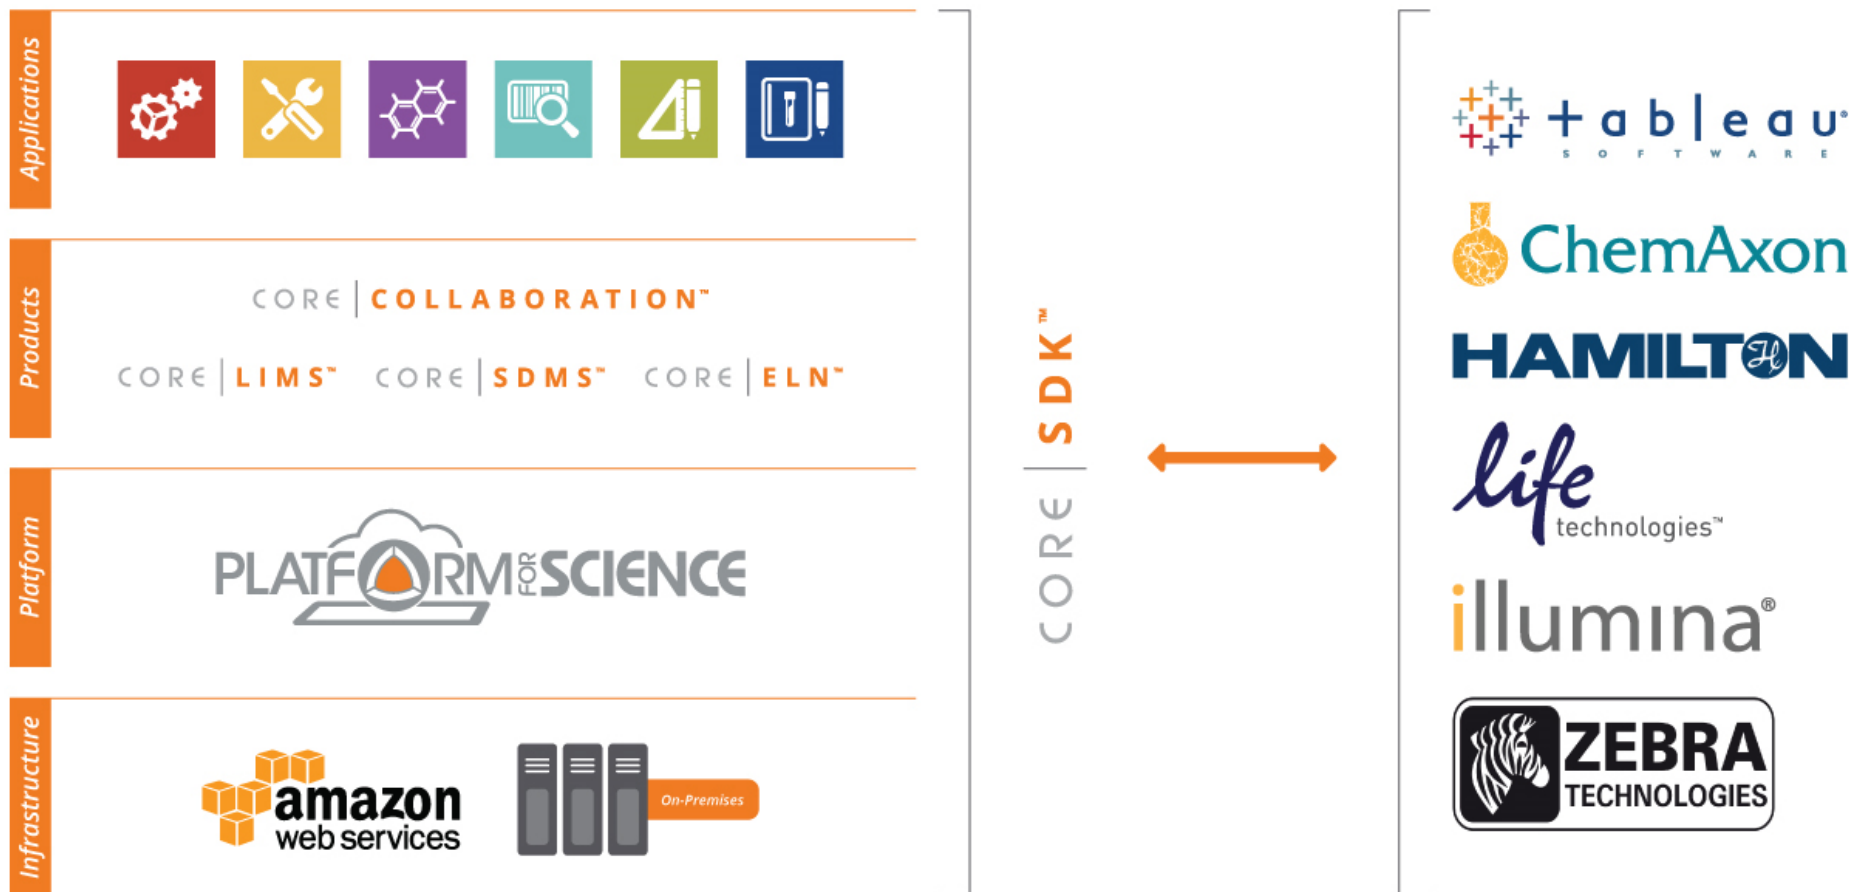 Applications
Products
CORE | COLLABORATION™
CORE | LIMS™ CORE | SDMS™ CORE | ELN™
Platform
PLATFORM FOR SCIENCE
Infrastructure
amazon
web services
On-Premises
CORE | SDK™
+ableau®
SOFTWARE
ChemAxon
HAMILTON
life
technologies™
illumina®
ZEBRA
TECHNOLOGIES